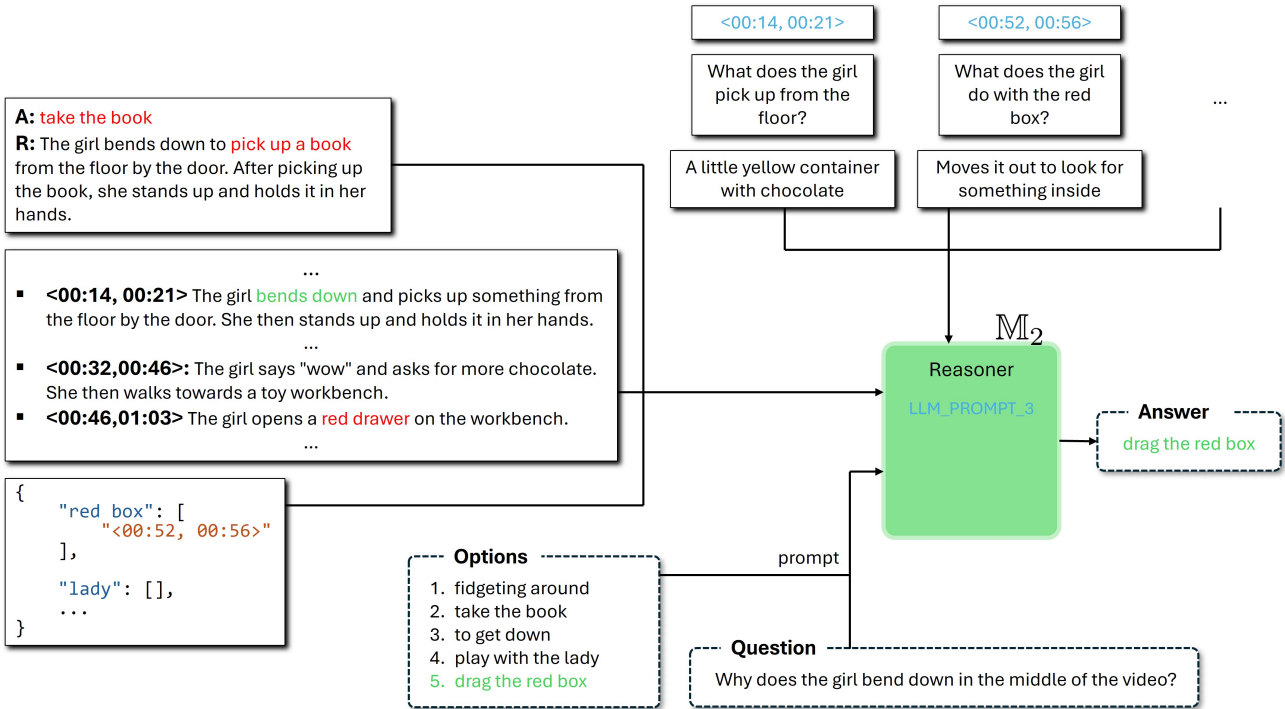 <00:14, 00:21>
<00:52, 00:56>
What does the girl
pick up from the
floor?
What does the girl
do with the red
box?
...
A little yellow container
with chocolate
Moves it out to look for
something inside
A: take the book
R: The girl bends down to pick up a book
from the floor by the door. After picking up
the book, she stands up and holds it in her
hands.
...
▪ <00:14, 00:21> The girl bends down and picks up something from
the floor by the door. She then stands up and holds it in her hands.
...
▪ <00:32,00:46>: The girl says "wow" and asks for more chocolate.
She then walks towards a toy workbench.
▪ <00:46,01:03> The girl opens a red drawer on the workbench.
...
{
"red box": [
"<00:52, 00:56>"
],
"lady": [],
...
}
𝕄2
Reasoner
LLM_PROMPT_3
Answer
drag the red box
prompt
Options
1. fidgeting around
2. take the book
3. to get down
4. play with the lady
5. drag the red box
Question
Why does the girl bend down in the middle of the video?